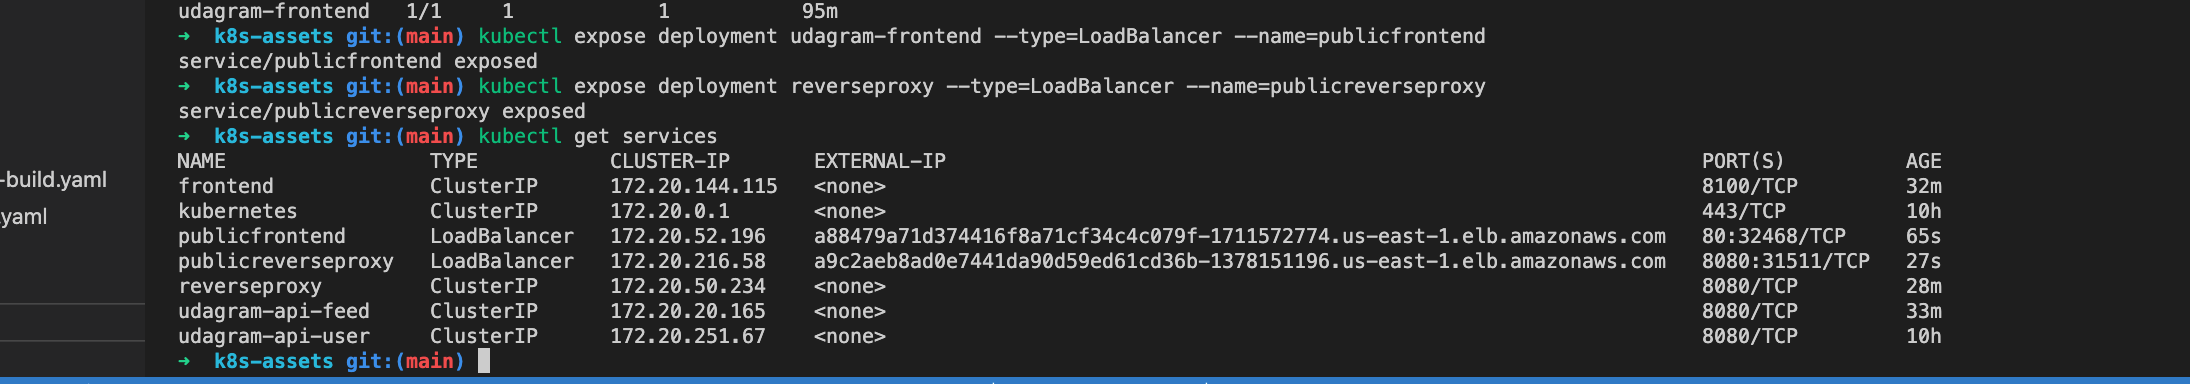 udagram-frontend   1/1     1            1           95m
➜  k8s-assets git:(main) kubectl expose deployment udagram-frontend --type=LoadBalancer --name=publicfrontend
service/publicfrontend exposed
➜  k8s-assets git:(main) kubectl expose deployment reverseproxy --type=LoadBalancer --name=publicreverseproxy
service/publicreverseproxy exposed
➜  k8s-assets git:(main) kubectl get services
NAME                 TYPE           CLUSTER-IP       EXTERNAL-IP                                                               PORT(S)          AGE
frontend             ClusterIP      172.20.144.115   <none>                                                                    8100/TCP         32m
kubernetes           ClusterIP      172.20.0.1       <none>                                                                    443/TCP          10h
publicfrontend       LoadBalancer   172.20.52.196    a88479a71d374416f8a71cf34c4c079f-1711572774.us-east-1.elb.amazonaws.com   80:32468/TCP     65s
publicreverseproxy   LoadBalancer   172.20.216.58    a9c2aeb8ad0e7441da90d59ed61cd36b-1378151196.us-east-1.elb.amazonaws.com   8080:31511/TCP   27s
reverseproxy         ClusterIP      172.20.50.234    <none>                                                                    8080/TCP         28m
udagram-api-feed     ClusterIP      172.20.20.165    <none>                                                                    8080/TCP         33m
udagram-api-user     ClusterIP      172.20.251.67    <none>                                                                    8080/TCP         10h
➜  k8s-assets git:(main)
-build.yaml
.yaml